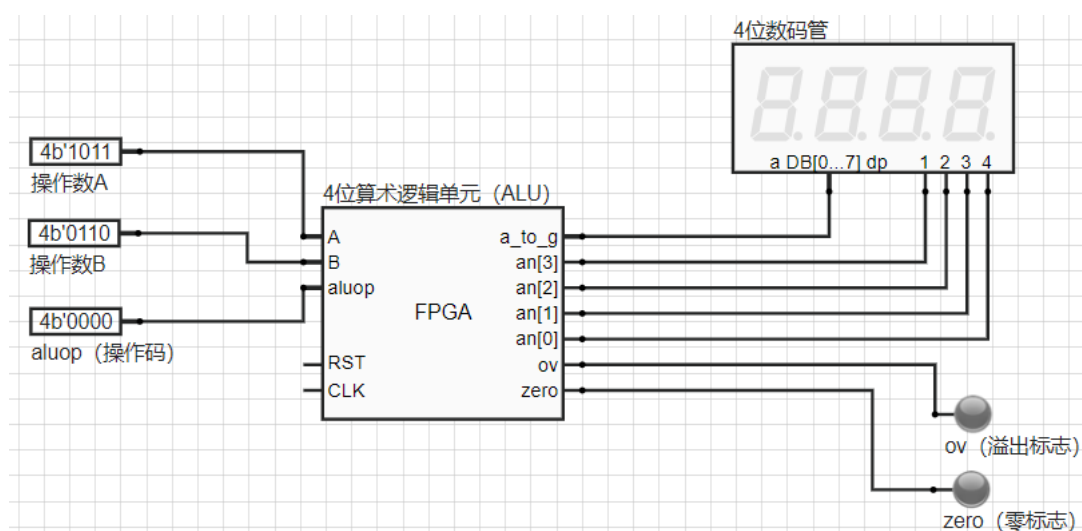 4位数码管
a DB[0...7] dp 1 2 3 4
4b'1011
操作数A
4b'0110
操作数B
4b'0000
aluop（操作码）
4位算术逻辑单元（ALU）
A
B
aluop
RST
CLK
FPGA
a_to_g
an[3]
an[2]
an[1]
an[0]
ov
zero
ov（溢出标志）
zero（零标志）